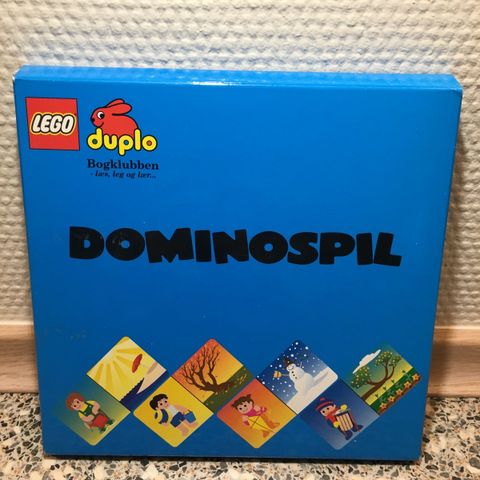 LEGO
duplo
Bogklubben
- læs, leg og lær...
DOMINOSPIL